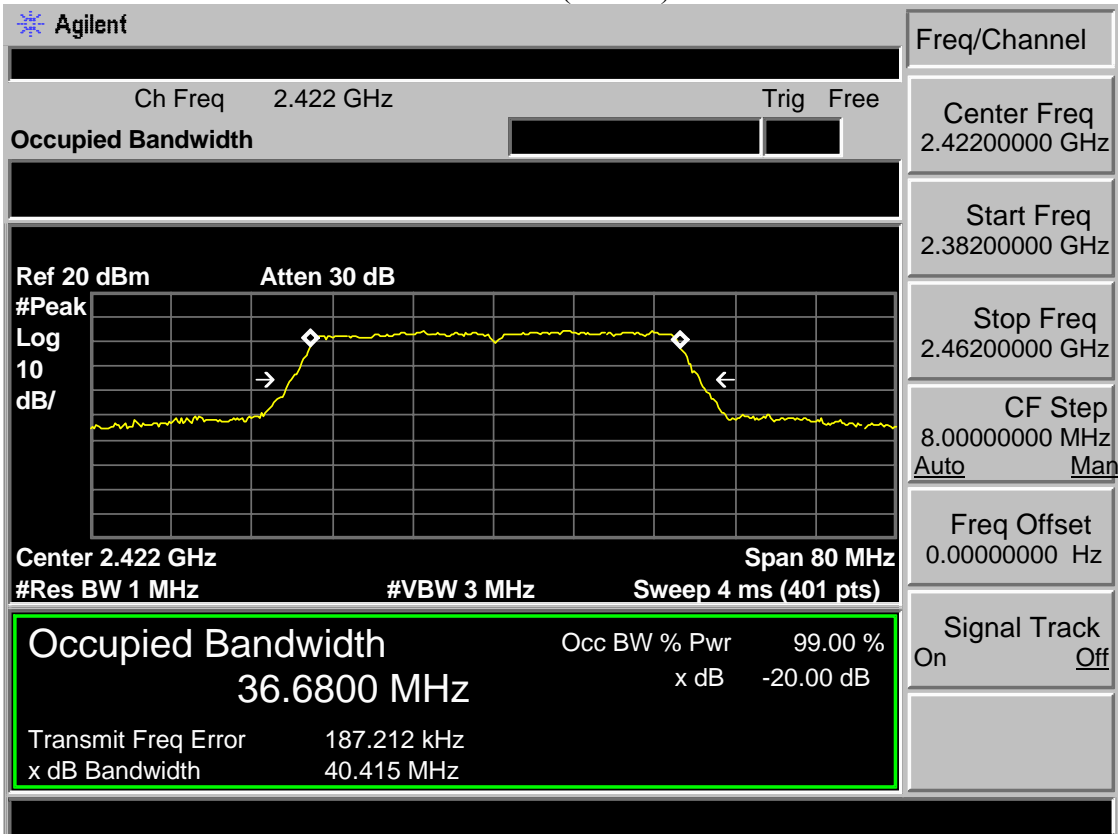 Agilent
Freq/Channel
Ch Freq 2.422 GHz Trig Free
Occupied Bandwidth
Center Freq
2.42200000 GHz
Start Freq
2.38200000 GHz
Stop Freq
2.46200000 GHz
CF Step
8.00000000 MHz
Auto Man
Freq Offset
0.00000000 Hz
Signal Track
On Off
Ref 20 dBm Atten 30 dB
#Peak
Log
10
dB/
Center 2.422 GHz Span 80 MHz
#Res BW 1 MHz #VBW 3 MHz Sweep 4 ms (401 pts)
Occupied Bandwidth Occ BW % Pwr 99.00 %
36.6800 MHz x dB -20.00 dB
Transmit Freq Error 187.212 kHz
x dB Bandwidth 40.415 MHz